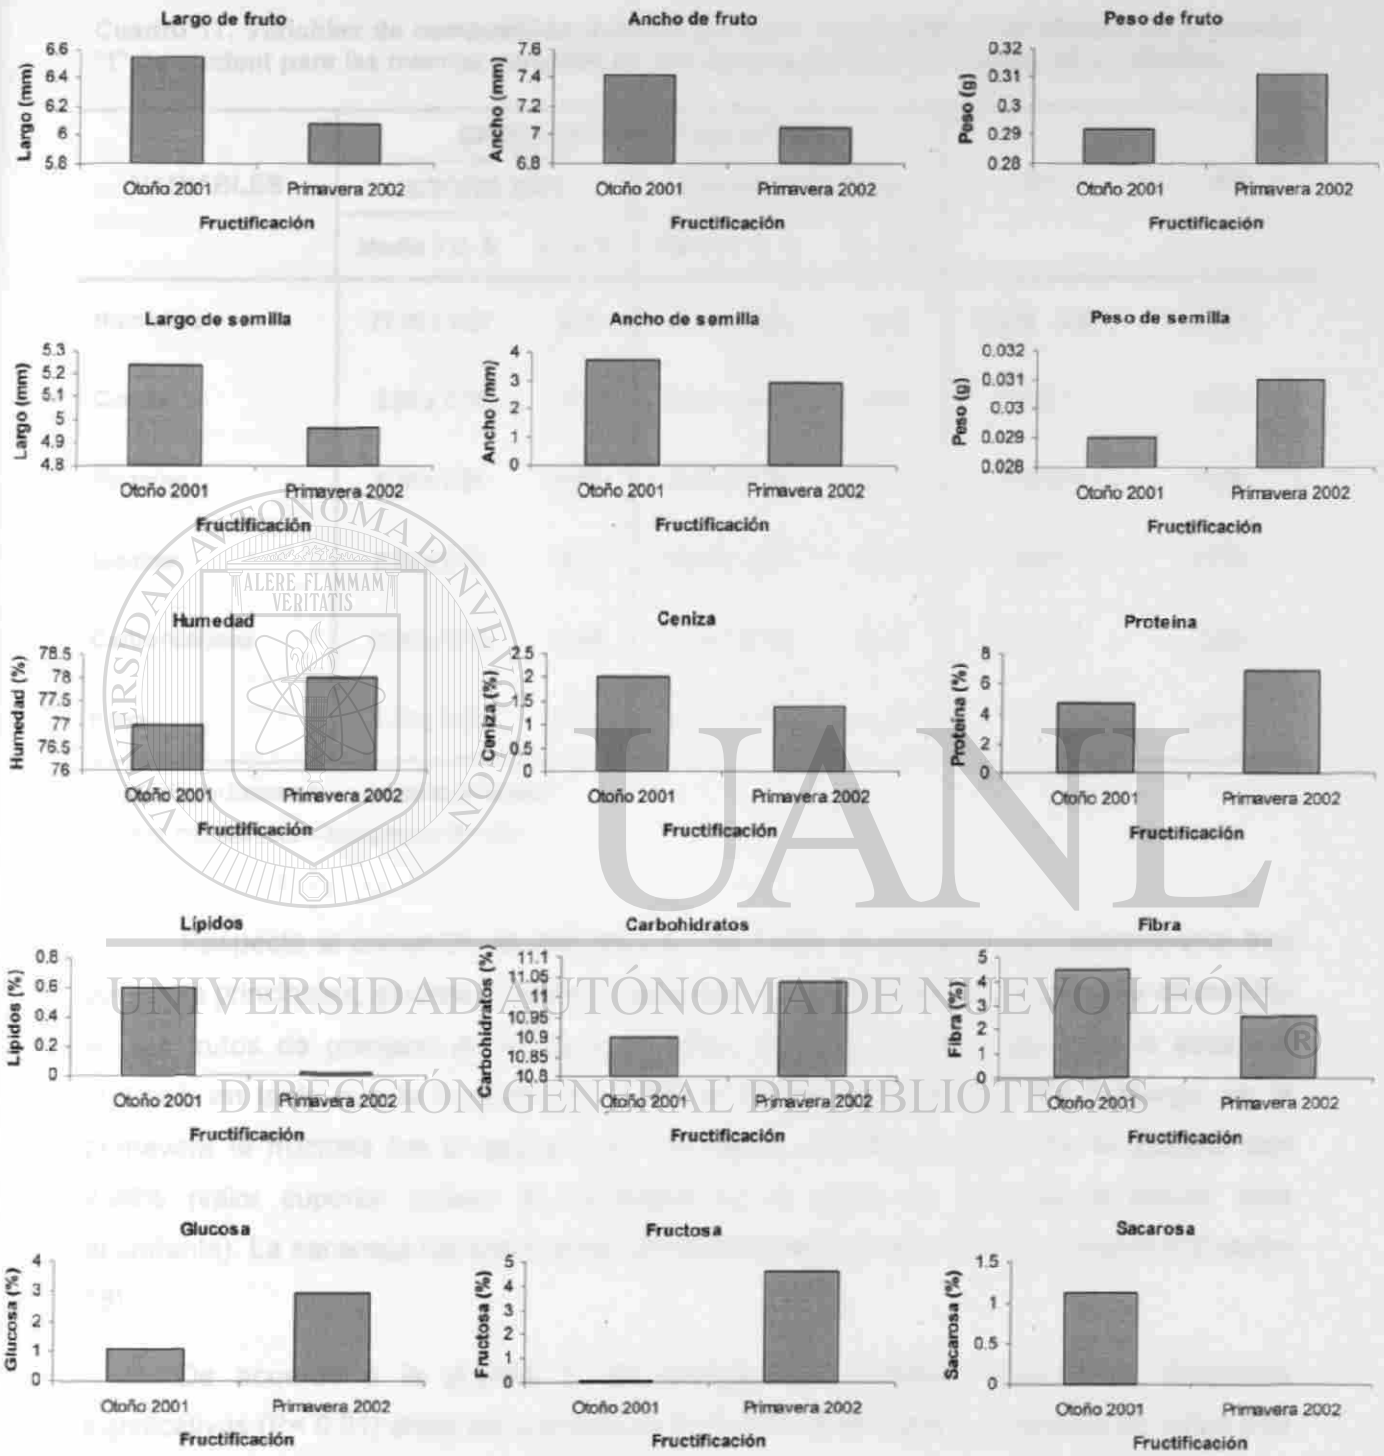 Largo de fruto
Largo (mm)
6.6
6.4
6.2
6
5.8
Otoño 2001 Primavera 2002
Fructificación
Ancho de fruto
Ancho (mm)
7.6
7.4
7.2
7
6.8
Otoño 2001 Primavera 2002
Fructificación
Peso de fruto
Peso (g)
0.32
0.31
0.3
0.29
0.28
Otoño 2001 Primavera 2002
Fructificación
Largo de semilla
Largo (mm)
5.3
5.2
5.1
5
4.9
4.8
Otoño 2001 Primavera 2002
Fructificación
Ancho de semilla
Ancho (mm)
4
3
2
1
0
Otoño 2001 Primavera 2002
Fructificación
Peso de semilla
Peso (g)
0.032
0.031
0.03
0.029
0.028
Otoño 2001 Primavera 2002
Fructificación
Humedad
Humedad (%)
78.5
78
77.5
77
76.5
76
Otoño 2001 Primavera 2002
Fructificación
Ceniza
Ceniza (%)
2.5
2
1.5
1
0.5
0
Otoño 2001 Primavera 2002
Fructificación
Proteína
Proteína (%)
8
6
4
2
0
Otoño 2001 Primavera 2002
Fructificación
UNIVERSIDAD AUTONOMA D NUEVO LEON
ALERE FLAMMAM
VERITATIS
UANL
Lípidos
Lípidos (%)
0.8
0.6
0.4
0.2
0
Otoño 2001 Primavera 2002
Fructificación
Carbohidratos
Carbohidratos (%)
11.1
11.05
11
10.95
10.9
10.85
10.8
Otoño 2001 Primavera 2002
Fructificación
Fibra
Fibra (%)
5
4
3
2
1
0
Otoño 2001 Primavera 2002
Fructificación
UNIVERSIDAD AUTÓNOMA DE NUEVO LEÓN
®
DIRECCIÓN GENERAL DE BIBLIOTECAS
Glucosa
Glucosa (%)
4
3
2
1
0
Otoño 2001 Primavera 2002
Fructificación
Fructosa
Fructosa (%)
5
4
3
2
1
0
Otoño 2001 Primavera 2002
Fructificación
Sacarosa
Sacarosa (%)
1.5
1
0.5
0
Otoño 2001 Primavera 2002
Fructificación